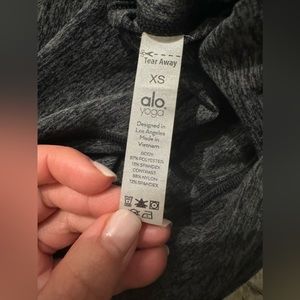 Tear Away
XS
alo
yoga
Designed in
Los Angeles
Made in
Vietnam
BODY:
87% POLYESTER
13% SPANDEX
CONTRAST:
88% NYLON
12% SPANDEX